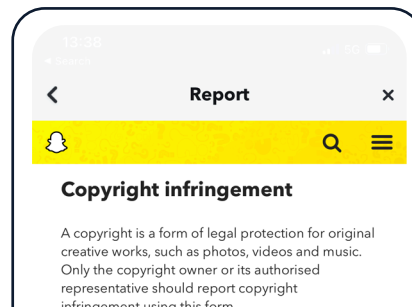 13:38
5G
Search
Report
Copyright infringement
A copyright is a form of legal protection for original
creative works, such as photos, videos and music.
Only the copyright owner or its authorised
representative should report copyright
infringement using this form.